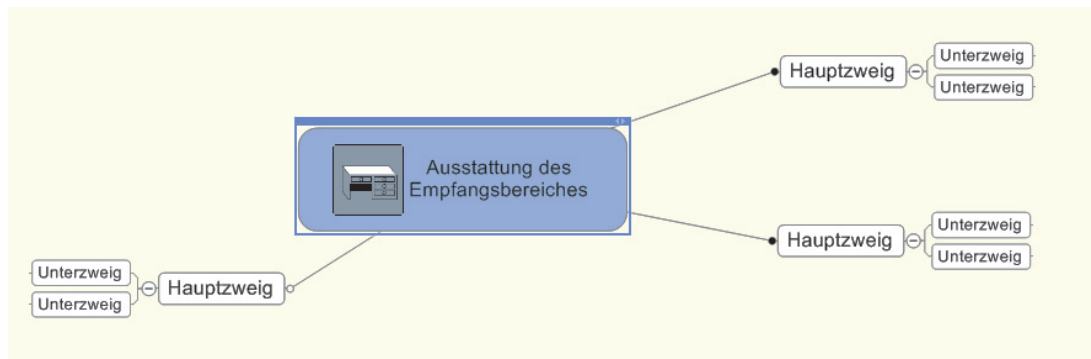 Hauptzweig
Unterzweig
Unterzweig
Ausstattung des
Empfangsbereiches
Hauptzweig
Unterzweig
Unterzweig
Unterzweig
Unterzweig
Hauptzweig